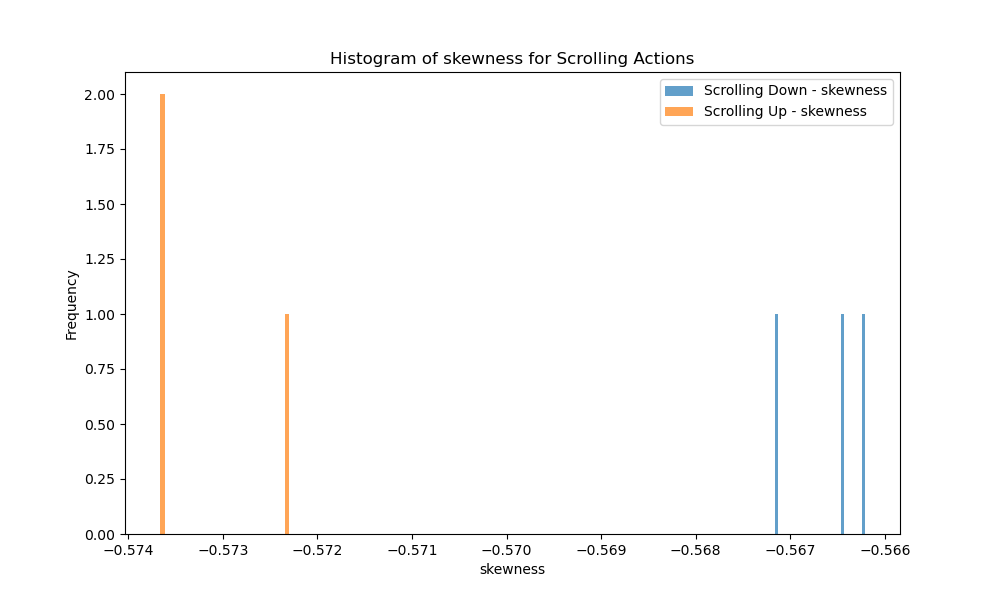 Histogram of skewness for Scrolling Actions
Scrolling Down - skewness
Scrolling Up - skewness
Frequency
2.00
1.75
1.50
1.25
1.00
0.75
0.50
0.25
0.00
−0.574 −0.573 −0.572 −0.571 −0.570 −0.569 −0.568 −0.567 −0.566
skewness